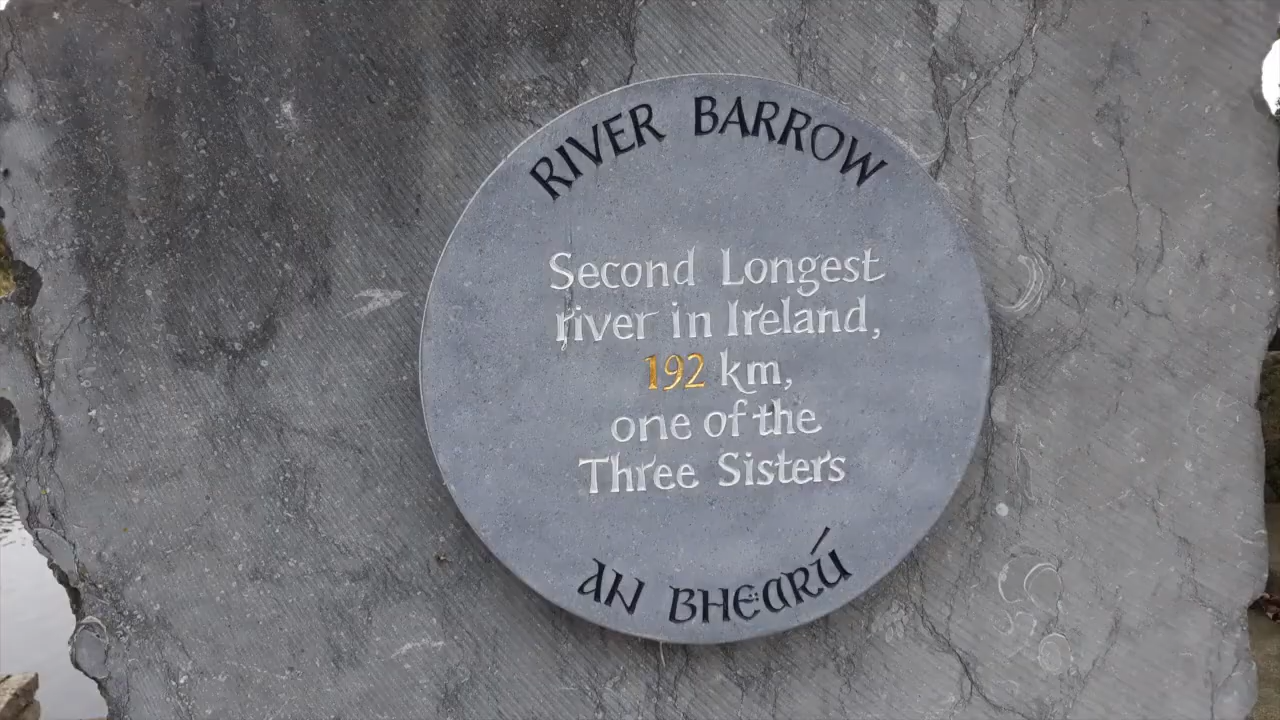 RIVER BARROW
Second Longest
river in Ireland,
192 km,
one of the
Three Sisters
AN BHEARÚ